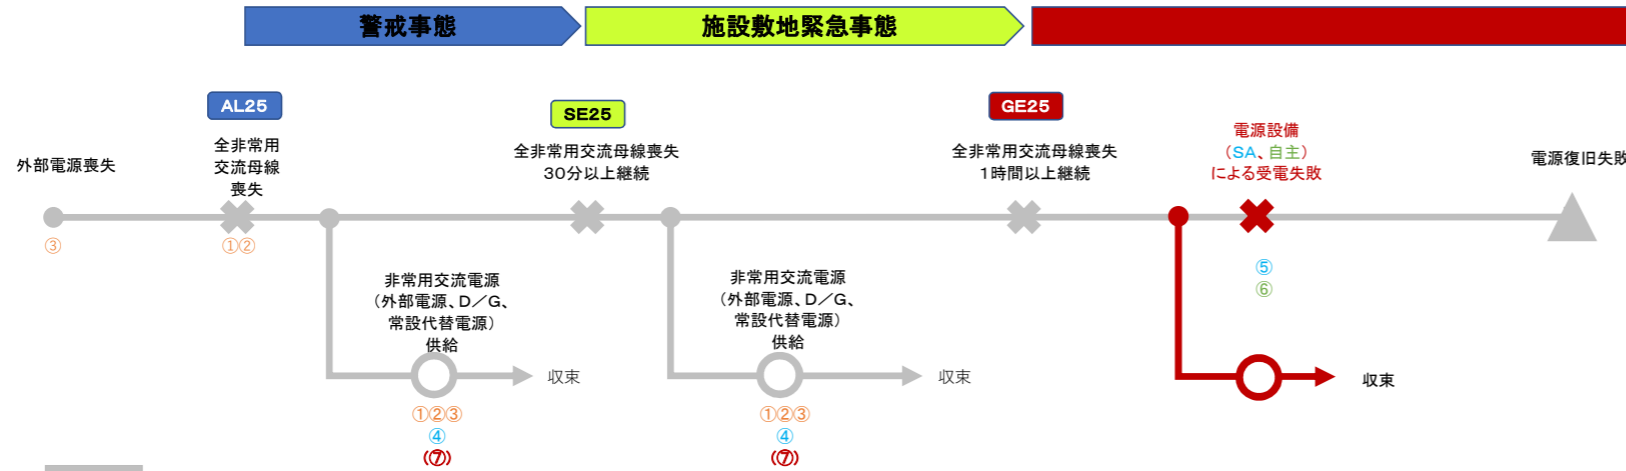 警戒事態
施設敷地緊急事態
AL25
SE25
GE25
外部電源喪失
全非常用
交流母線
喪失
全非常用交流母線喪失
30分以上継続
全非常用交流母線喪失
1時間以上継続
電源設備
(SA、自主)
による受電失敗
電源復旧失敗
③
①②
⑤
⑥
非常用交流電源
(外部電源、D/G、
常設代替電源)
供給
収束
①②③
④
(⑦)
非常用交流電源
(外部電源、D/G、
常設代替電源)
供給
収束
①②③
④
(⑦)
収束